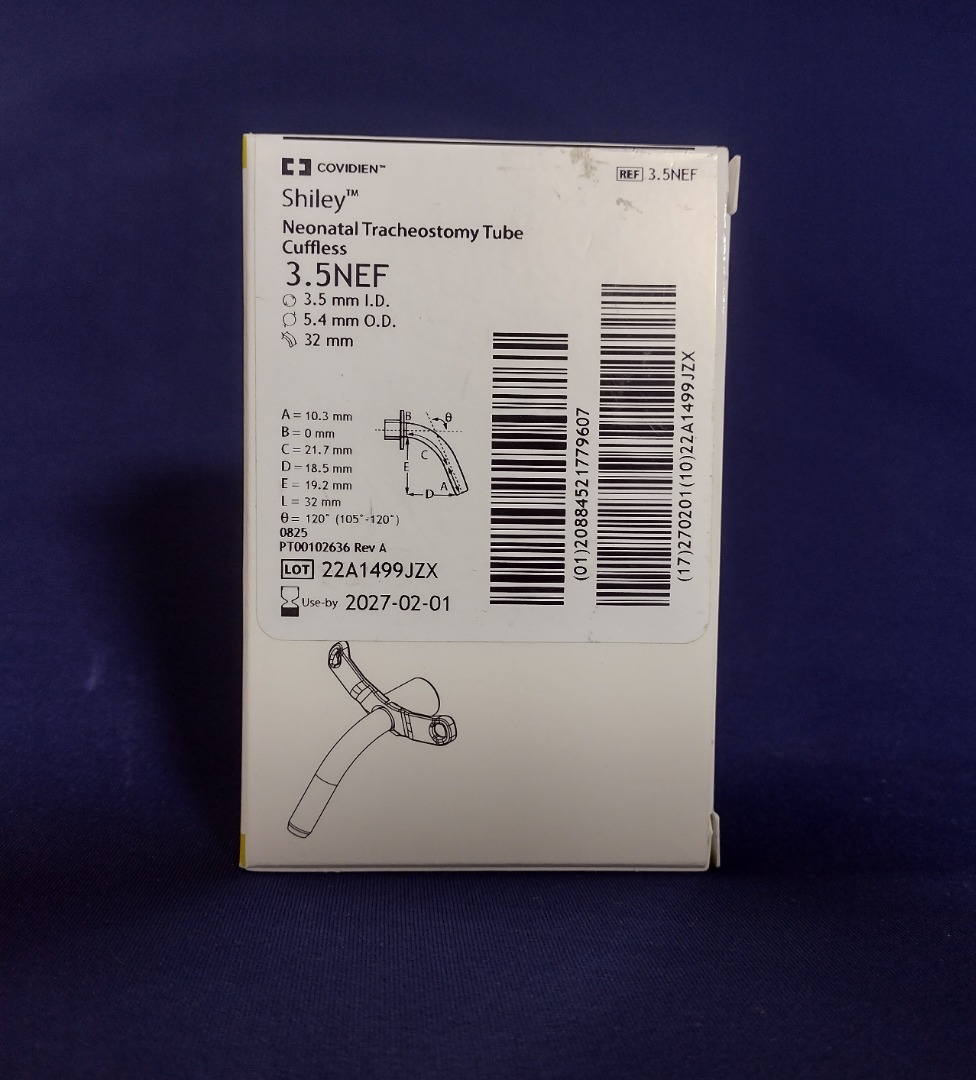 COVIDIEN™
REF 3.5NEF
Shiley™
Neonatal Tracheostomy Tube
Cuffless
3.5NEF
3.5 mm I.D.
5.4 mm O.D.
32 mm
A = 10.3 mm
B = 0 mm
C = 21.7 mm
D = 18.5 mm
E = 19.2 mm
L = 32 mm
θ = 120° (105°-120°)
B
θ
C
E
A
D
0825
PT00102636 Rev A
LOT 22A1499JZX
Use-by 2027-02-01
(01)20884521779607
(17)270201(10)22A1499JZX